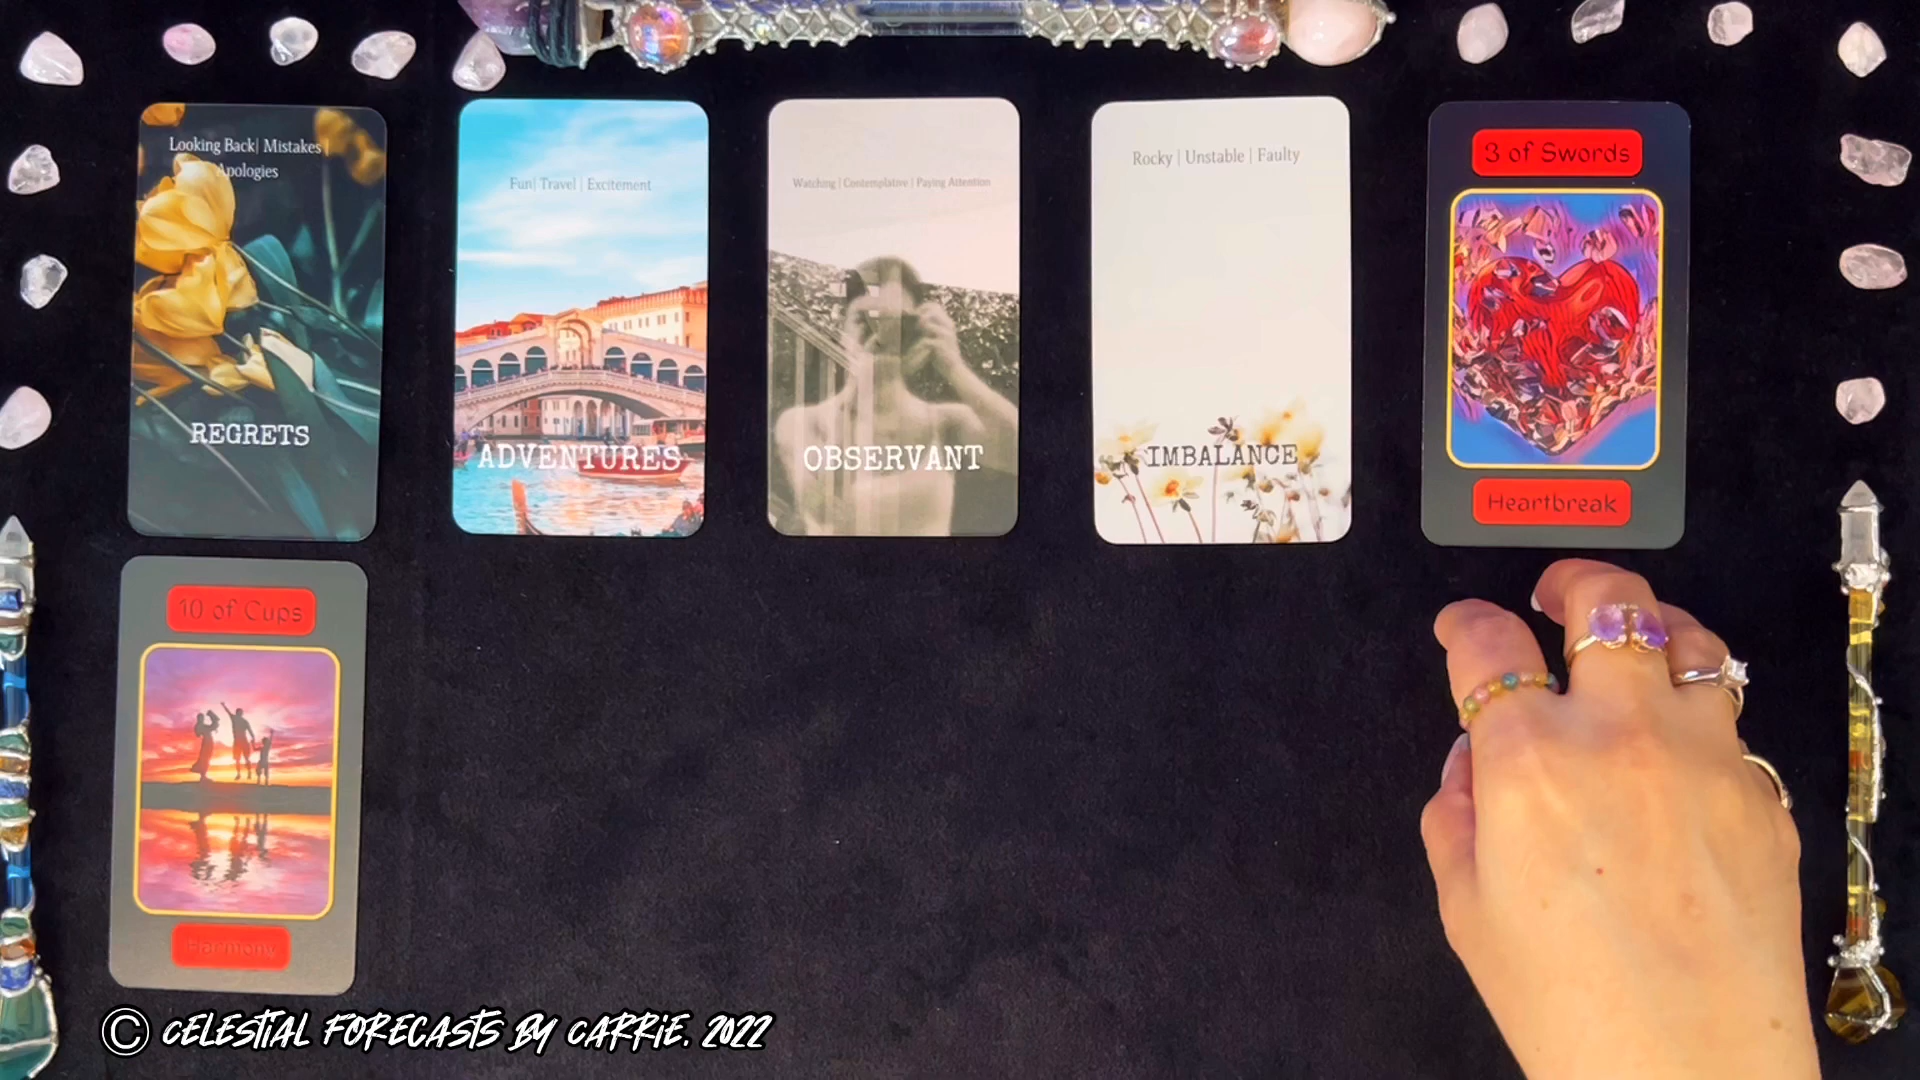 Looking Back| Mistakes |
Apologies
REGRETS
Fun| Travel | Excitement
ADVENTURES
Watching | Contemplative | Paying Attention
OBSERVANT
Rocky | Unstable | Faulty
IMBALANCE
3 of Swords
Heartbreak
10 of Cups
Harmony
© CELESTIAL FORECASTS BY CARRIE. 2022